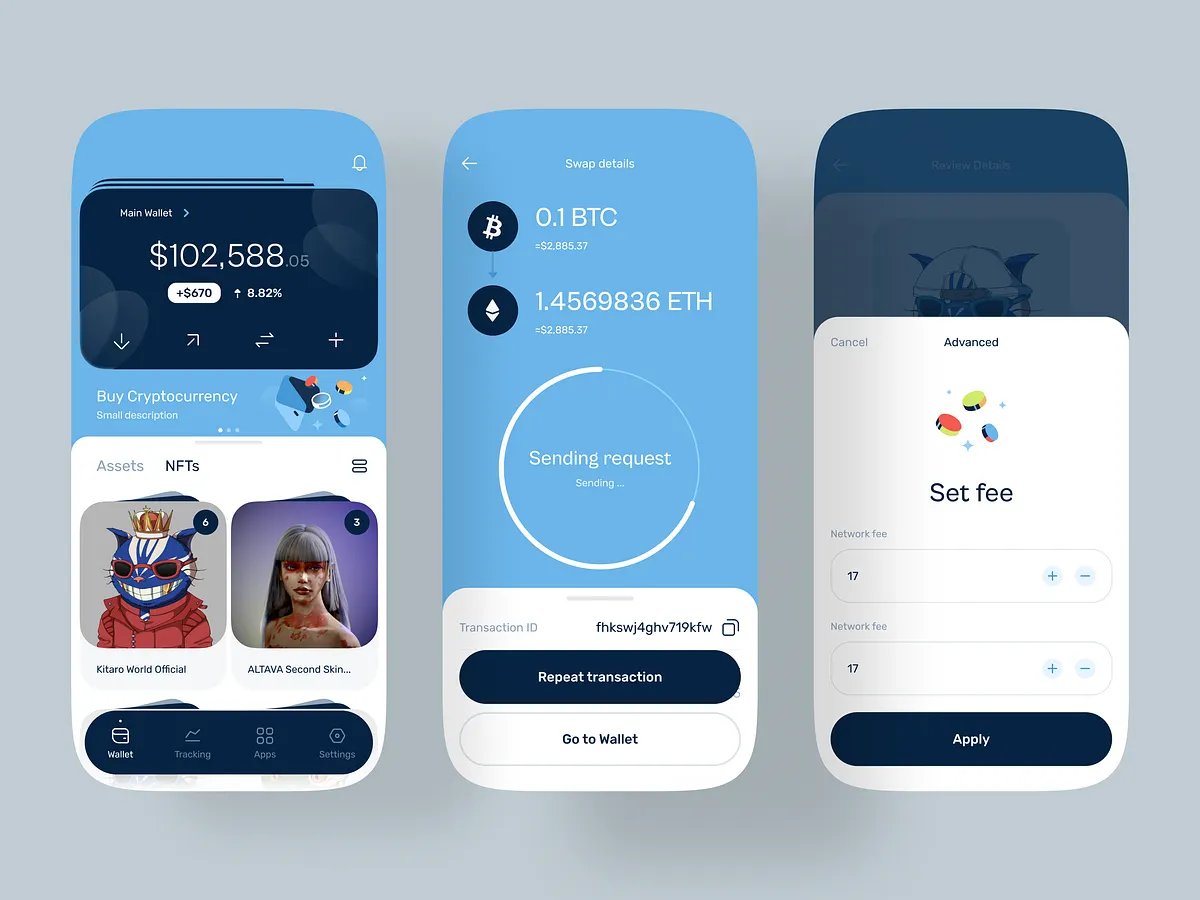 Main Wallet
$102,588.05
+$670 8.82%
Buy Cryptocurrency
Small description
Assets NFTs
6
3
Kitaro World Official
ALTAVA Second Skin...
Wallet Tracking Apps Settings
Swap details
0.1 BTC
≈$2,885.37
1.4569836 ETH
≈$2,885.37
Sending request
Sending ...
Transaction ID fhkswj4ghv719kfw
Repeat transaction
Go to Wallet
Review Details
Cancel Advanced
Set fee
Network fee
17
Network fee
17
Apply